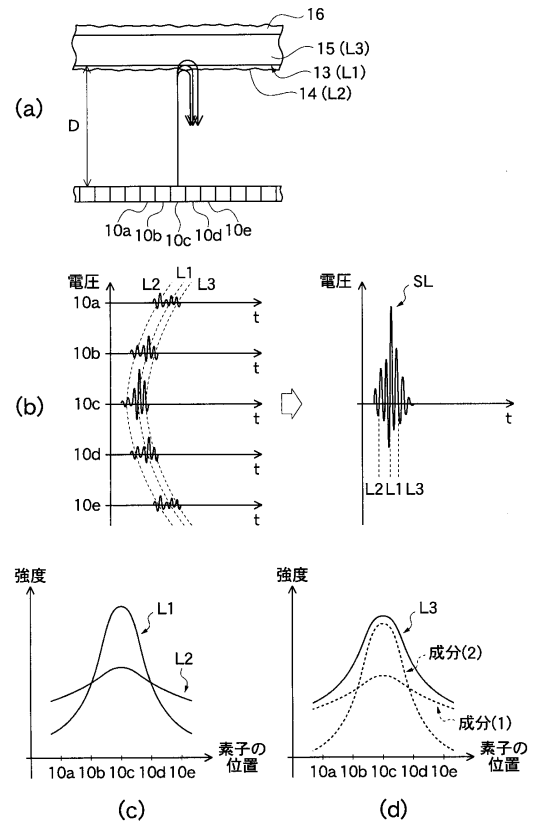 16
15 (L3)
13 (L1)
14 (L2)
(a)
D
10a 10b 10c 10d 10e
電圧
L2
L1
L3
10a
t
10b
t
(b)
10c
t
10d
t
10e
t
電圧
SL
t
L2 L1 L3
強度
L1
L2
10a 10b 10c 10d 10e
素子の
位置
(c)
強度
L3
成分(2)
成分(1)
10a 10b 10c 10d 10e
素子の
位置
(d)